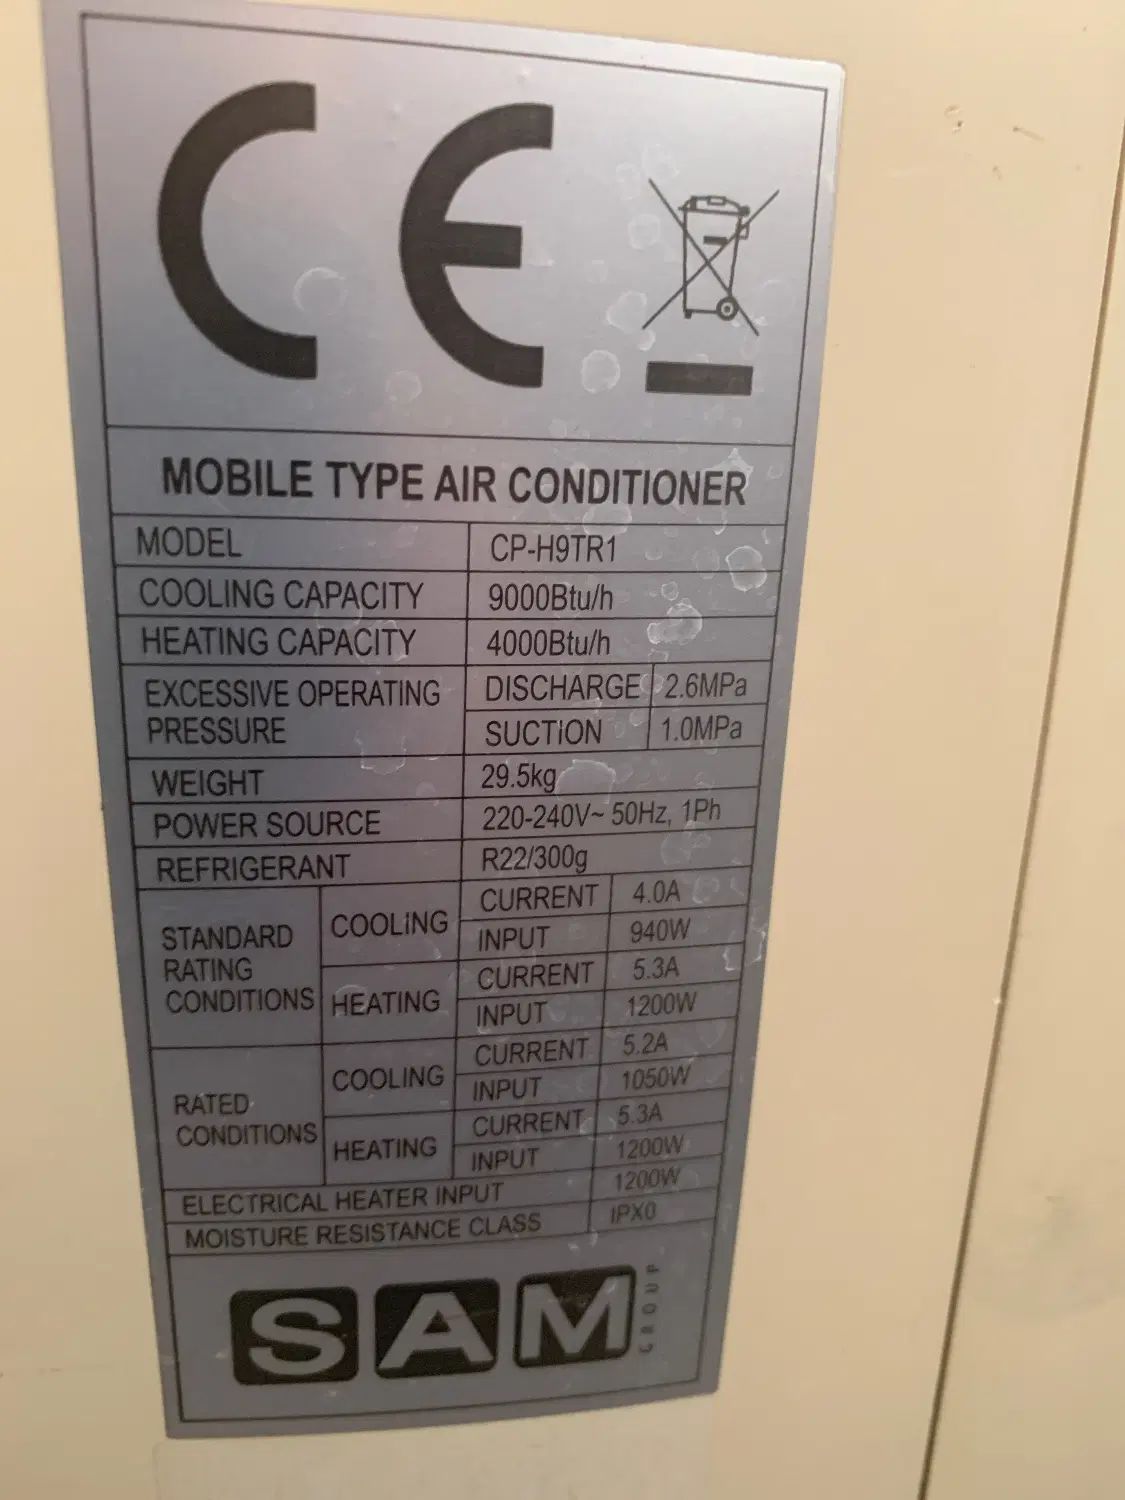 CE
MOBILE TYPE AIR CONDITIONER
MODEL CP-H9TR1
COOLING CAPACITY 9000Btu/h
HEATING CAPACITY 4000Btu/h
EXCESSIVE OPERATING PRESSURE DISCHARGE 2.6MPa
SUCTiON 1.0MPa
WEIGHT 29.5kg
POWER SOURCE 220-240V~ 50Hz, 1Ph
REFRIGERANT R22/300g
STANDARD RATING CONDITIONS COOLiNG CURRENT 4.0A
INPUT 940W
HEATING CURRENT 5.3A
INPUT 1200W
RATED CONDITIONS COOLING CURRENT 5.2A
INPUT 1050W
HEATING CURRENT 5.3A
INPUT 1200W
ELECTRICAL HEATER INPUT 1200W
MOISTURE RESISTANCE CLASS IPX0
SAM GROUP